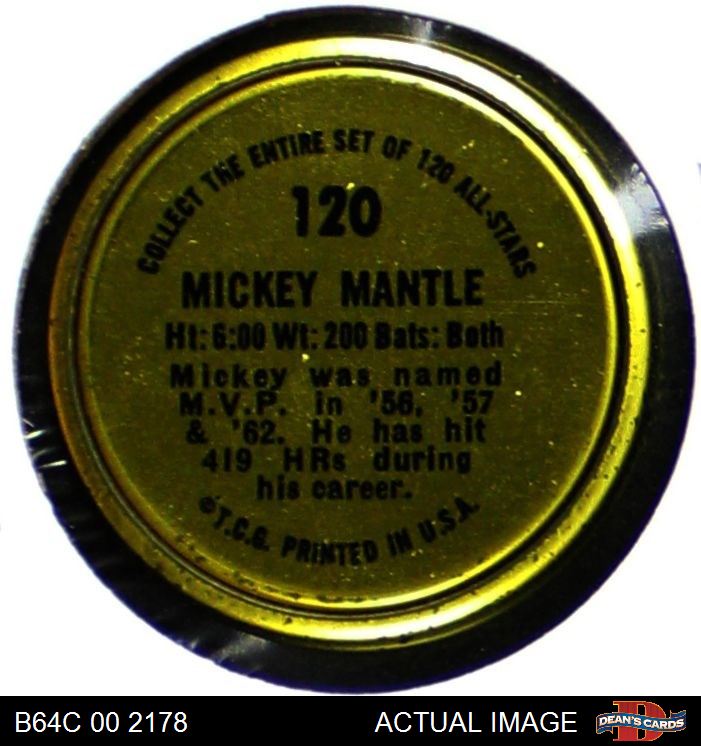 COLLECT THE ENTIRE SET OF 120 ALL-STARS
120
MICKEY MANTLE
Ht: 6:00 Wt: 200 Bats: Both
Mickey was named
M.V.P. in '56, '57
& '62. He has hit
419 HRs during
his career.
©T.C.G. PRINTED IN U.S.A.
B64C 00 2178 ACTUAL IMAGE DEAN'S CARDS